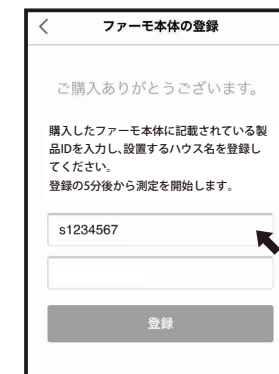 ファーモ本体の登録
ご購入ありがとうございます。
購入したファーモ本体に記載されている製
品IDを入力し、設置するハウス名を登録し
てください。
登録の5分後から測定を開始します。
s1234567
登録